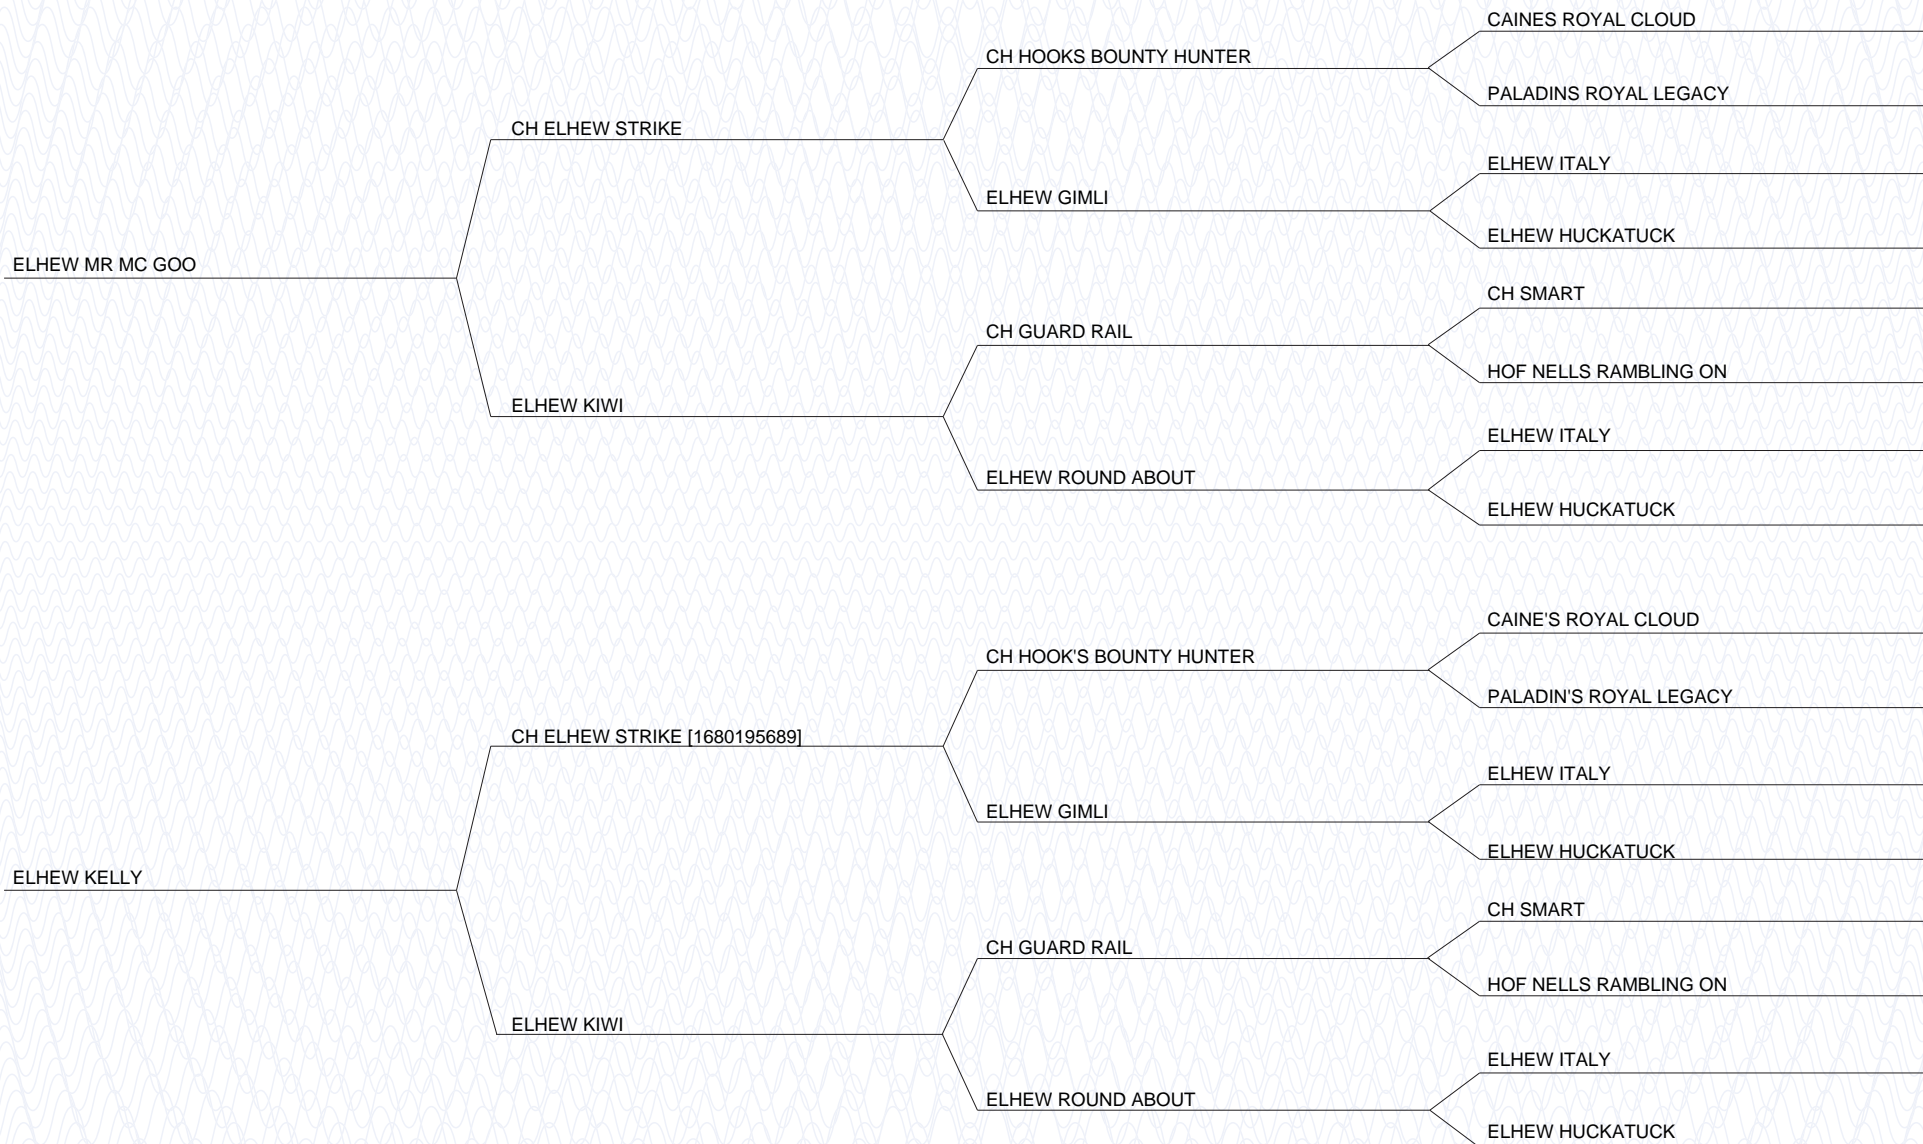 CAINES ROYAL CLOUD
CH HOOKS BOUNTY HUNTER
PALADINS ROYAL LEGACY
CH ELHEW STRIKE
ELHEW ITALY
ELHEW GIMLI
ELHEW HUCKATUCK
ELHEW MR MC GOO
CH SMART
CH GUARD RAIL
HOF NELLS RAMBLING ON
ELHEW KIWI
ELHEW ITALY
ELHEW ROUND ABOUT
ELHEW HUCKATUCK
CAINE'S ROYAL CLOUD
CH HOOK'S BOUNTY HUNTER
PALADIN'S ROYAL LEGACY
CH ELHEW STRIKE [1680195689]
ELHEW ITALY
ELHEW GIMLI
ELHEW HUCKATUCK
ELHEW KELLY
CH SMART
CH GUARD RAIL
HOF NELLS RAMBLING ON
ELHEW KIWI
ELHEW ITALY
ELHEW ROUND ABOUT
ELHEW HUCKATUCK